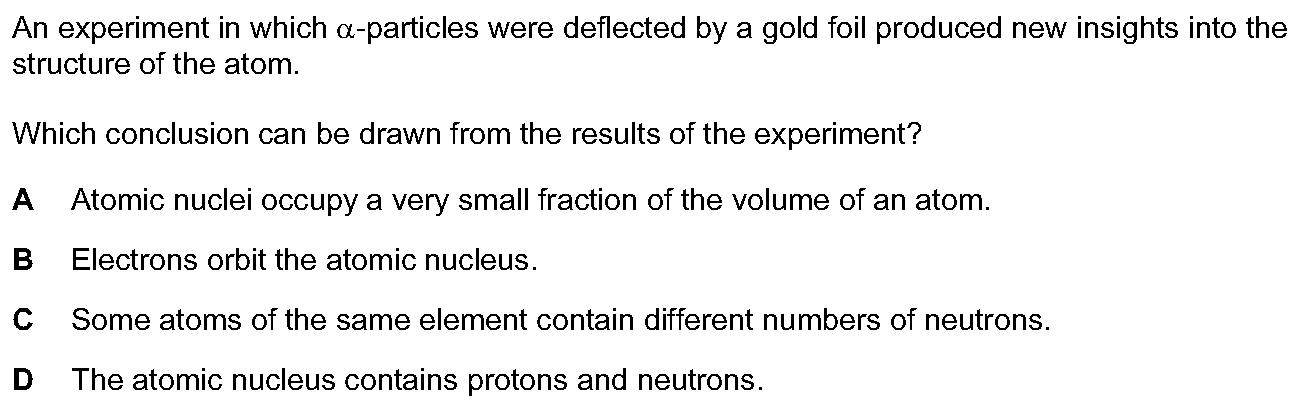 An experiment in which α-particles were deflected by a gold foil produced new insights into the
structure of the atom.
Which conclusion can be drawn from the results of the experiment?
A Atomic nuclei occupy a very small fraction of the volume of an atom.
B Electrons orbit the atomic nucleus.
C Some atoms of the same element contain different numbers of neutrons.
D The atomic nucleus contains protons and neutrons.